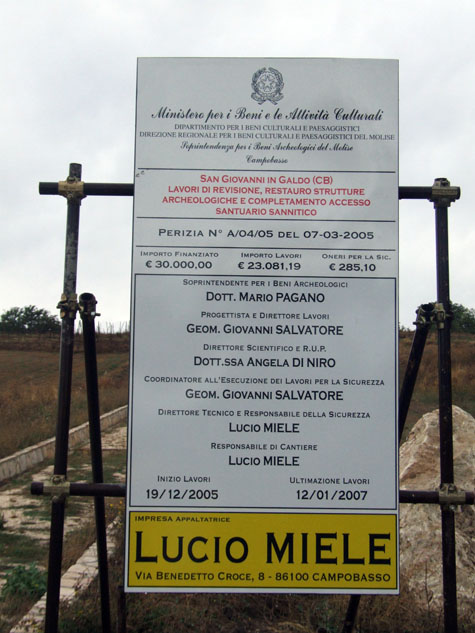 Ministero per i Beni e le Attività Culturali
DIPARTIMENTO PER I BENI CULTURALI E PAESAGGISTICI
DIREZIONE REGIONALE PER I BENI CULTURALI E PAESAGGISTICI DEL MOLISE
Soprintendenza per i Beni Archeologici del Molise
Campobasso
SAN GIOVANNI IN GALDO (CB)
LAVORI DI REVISIONE, RESTAURO STRUTTURE
ARCHEOLOGICHE E COMPLETAMENTO ACCESSO
SANTUARIO SANNITICO
PERIZIA N° A/04/05 DEL 07-03-2005
IMPORTO FINANZIATO IMPORTO LAVORI ONERI PER LA SIC.
€ 30.000,00 € 23.081,19 € 285,10
SOPRINTENDENTE PER I BENI ARCHEOLOGICI
DOTT. MARIO PAGANO
PROGETTISTA E DIRETTORE LAVORI
GEOM. GIOVANNI SALVATORE
DIRETTORE SCIENTIFICO E R.U.P.
DOTT.SSA ANGELA DI NIRO
COORDINATORE ALL'ESECUZIONE DEI LAVORI PER LA SICUREZZA
GEOM. GIOVANNI SALVATORE
DIRETTORE TECNICO E RESPONSABILE DELLA SICUREZZA
LUCIO MIELE
RESPONSABILE DI CANTIERE
LUCIO MIELE
INIZIO LAVORI ULTIMAZIONE LAVORI
19/12/2005 12/01/2007
IMPRESA APPALTATRICE
LUCIO MIELE
VIA BENEDETTO CROCE, 8 - 86100 CAMPOBASSO